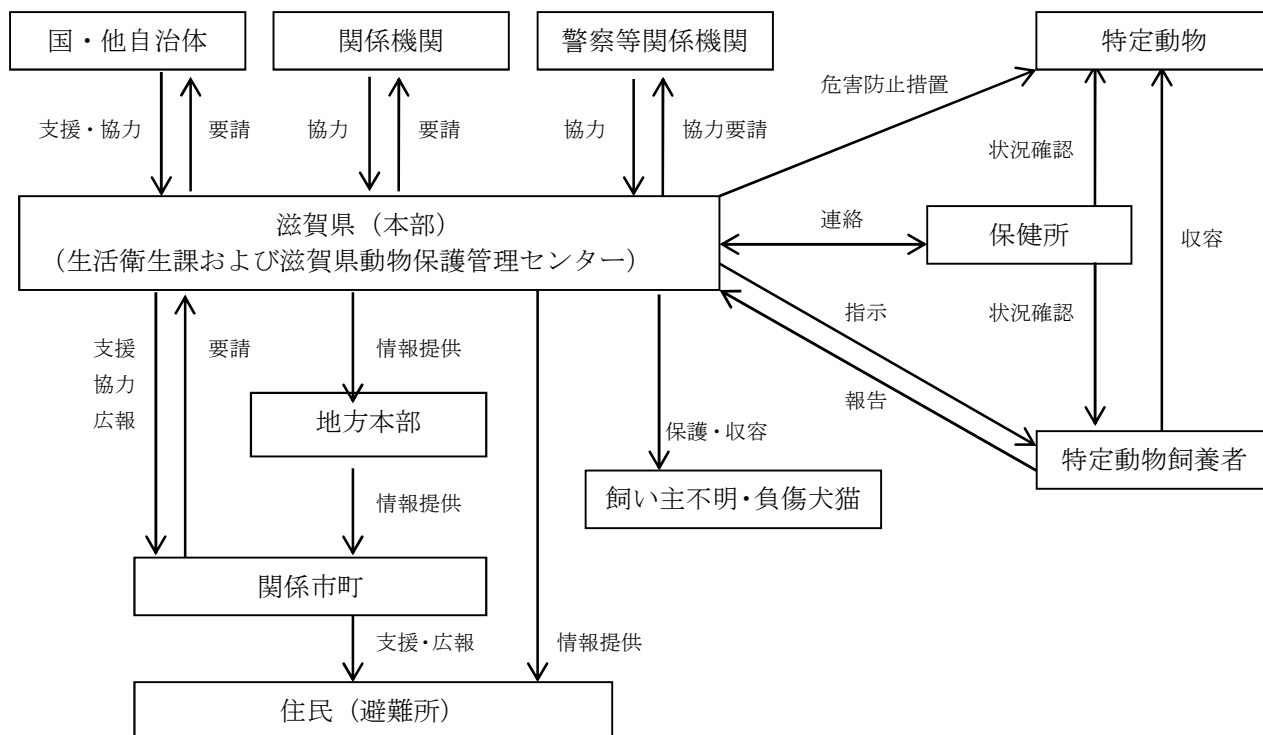 国・他自治体
関係機関
警察等関係機関
特定動物
危害防止措置
支援・協力
要請
協力
要請
協力
協力要請
状況確認
滋賀県（本部）
（生活衛生課および滋賀県動物保護管理センター）
連絡
保健所
収容
指示
状況確認
支援
協力
広報
要請
情報提供
報告
地方本部
保護・収容
特定動物飼養者
飼い主不明・負傷犬猫
情報提供
関係市町
支援・広報
情報提供
住民（避難所）